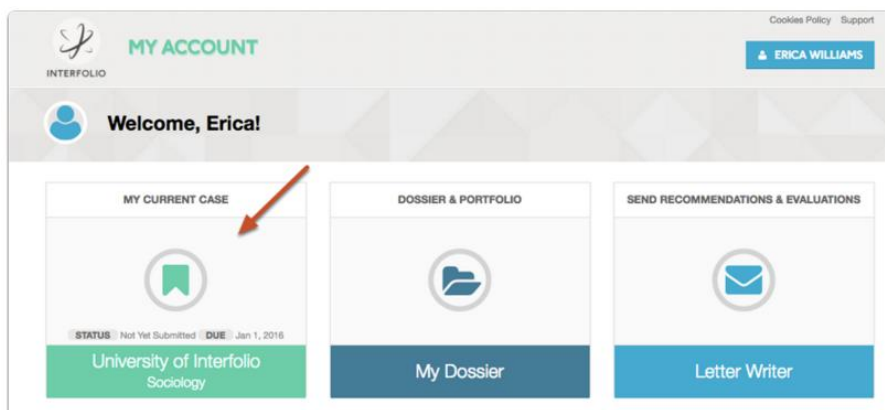 Cookies Policy Support
MY ACCOUNT
INTERFOLIO
ERICA WILLIAMS
Welcome, Erica!
MY CURRENT CASE
DOSSIER & PORTFOLIO
SEND RECOMMENDATIONS & EVALUATIONS
STATUS Not Yet Submitted DUE Jan 1, 2016
University of Interfolio
Sociology
My Dossier
Letter Writer